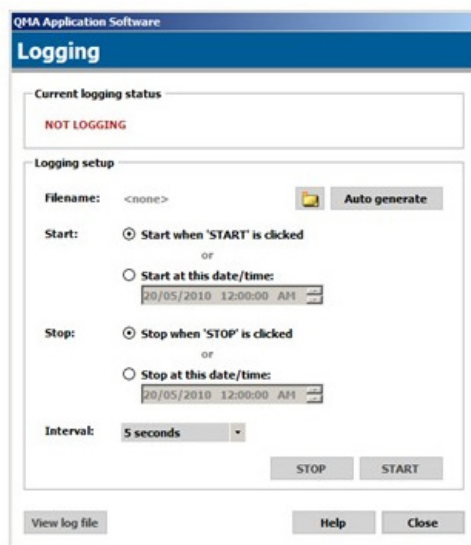 QMA Application Software
Logging
Current logging status
NOT LOGGING
Logging setup
Filename: <none> Auto generate
Start: Start when 'START' is clicked
or
Start at this date/time:
20/05/2010 12:00:00 AM
Stop: Stop when 'STOP' is clicked
or
Stop at this date/time:
20/05/2010 12:00:00 AM
Interval: 5 seconds
STOP START
View log file Help Close